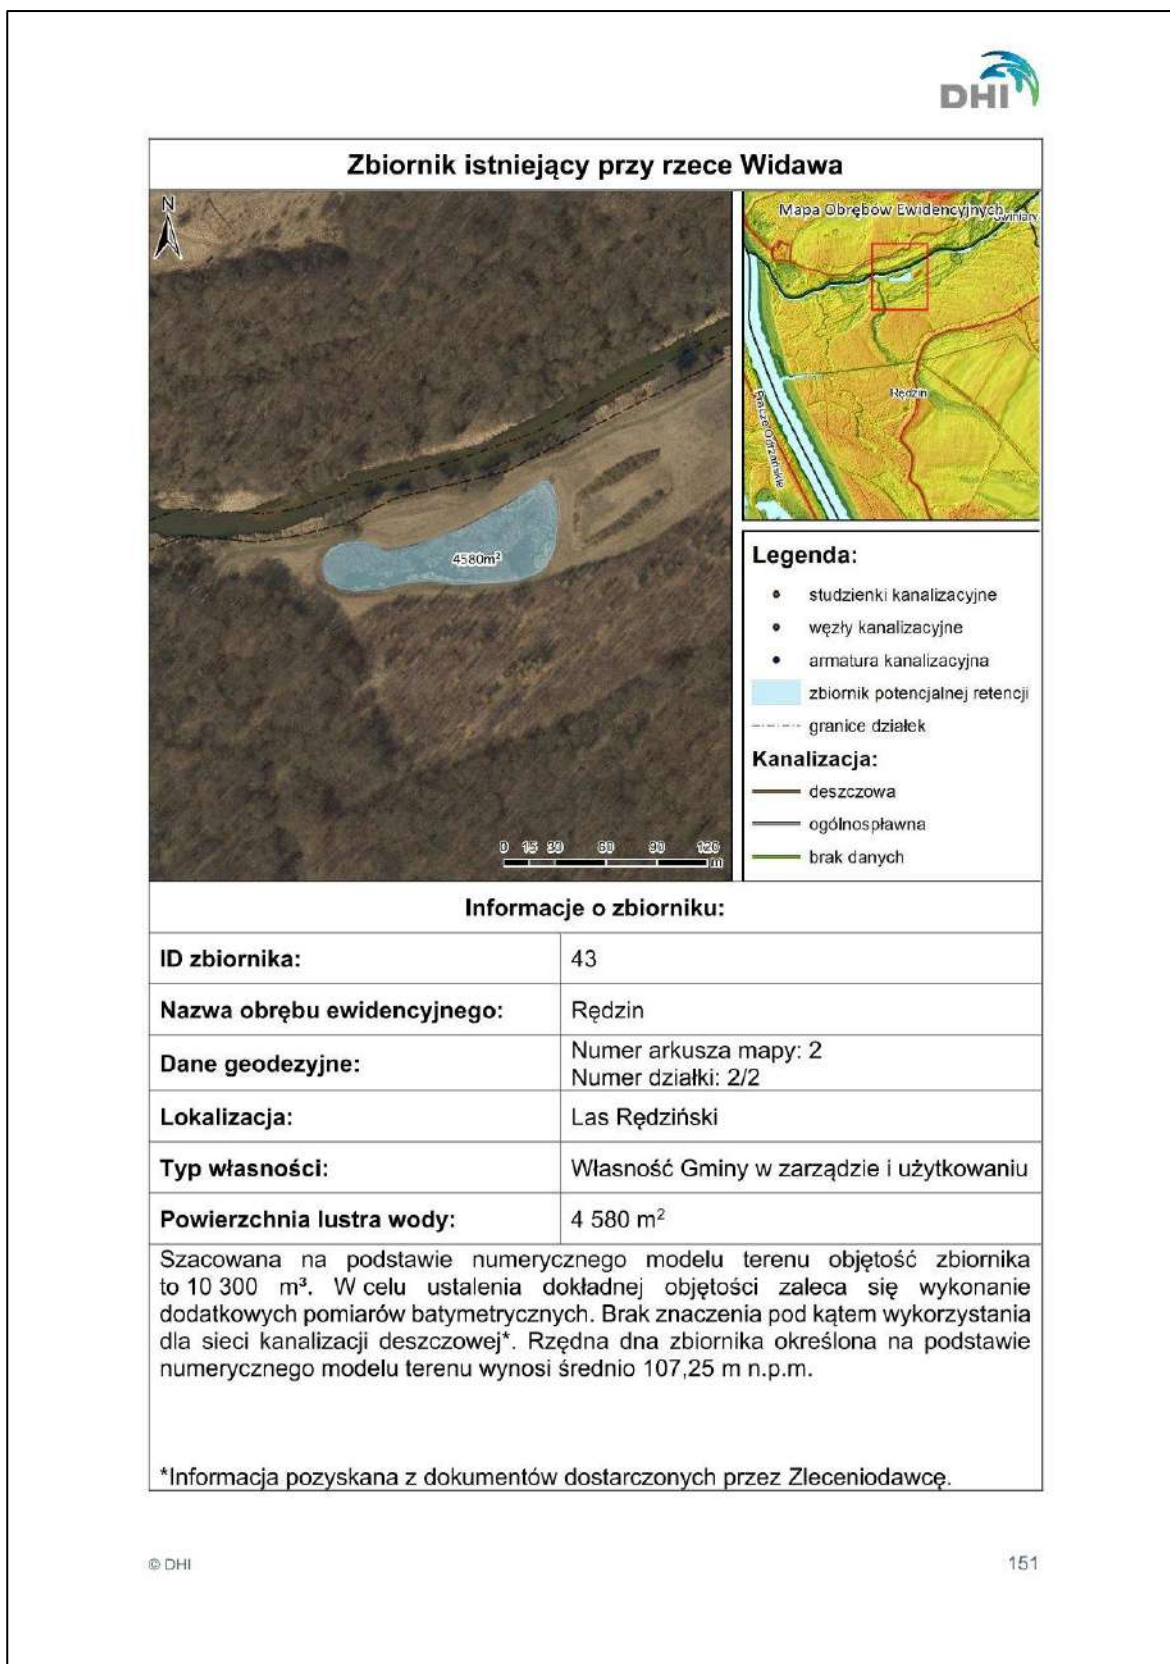 DHI
Zbiornik istniejący przy rzece Widawa
N
4580m²
0 15 30 60 90 120
m
Mapa Obrębów Ewidencyjnych
Rędzin
Legenda:
studzienki kanalizacyjne
węzły kanalizacyjne
armatura kanalizacyjna
zbiornik potencjalnej retencji
granice działek
Kanalizacja:
deszczowa
ogólnospławna
brak danych
Informacje o zbiorniku:
ID zbiornika: 43
Nazwa obrębu ewidencyjnego: Rędzin
Dane geodezyjne: Numer arkusza mapy: 2
Numer działki: 2/2
Lokalizacja: Las Rędziński
Typ własności: Własność Gminy w zarządzie i użytkowaniu
Powierzchnia lustra wody: 4 580 m²
Szacowana na podstawie numerycznego modelu terenu objętość zbiornika
to 10 300 m³. W celu ustalenia dokładnej objętości zaleca się wykonanie
dodatkowych pomiarów batymetrycznych. Brak znaczenia pod kątem wykorzystania
dla sieci kanalizacji deszczowej*. Rzędna dna zbiornika określona na podstawie
numerycznego modelu terenu wynosi średnio 107,25 m n.p.m.
*Informacja pozyskana z dokumentów dostarczonych przez Zleceniodawcę.
© DHI
151